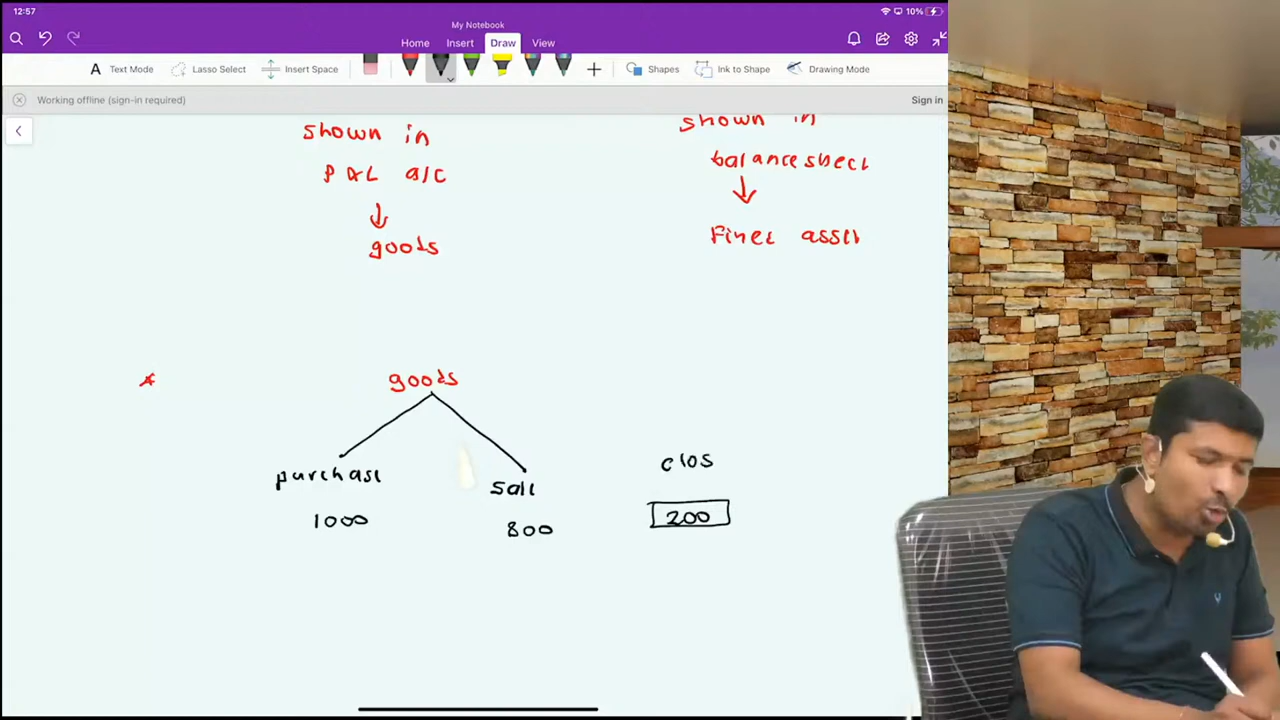 12:57
10%
My Notebook
Home Insert Draw View
Text Mode Lasso Select Insert Space Shapes Ink to Shape Drawing Mode
Working offline (sign-in required) Sign in
shown in
P&L a/c
goods
shown in
balance sheet
Fixed asset
goods
purchase
1000
sale
800
clos
200